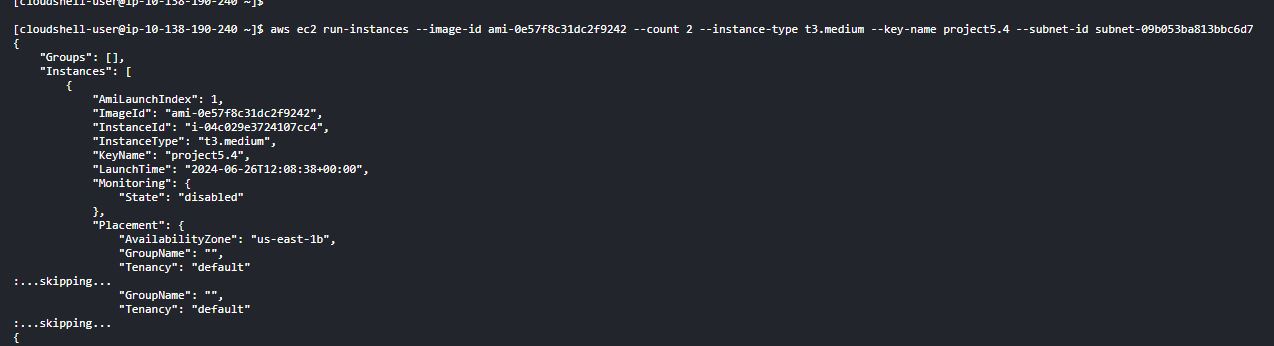 [cloudshell-user@ip-10-138-190-240 ~]$
[cloudshell-user@ip-10-138-190-240 ~]$ aws ec2 run-instances --image-id ami-0e57f8c31dc2f9242 --count 2 --instance-type t3.medium --key-name project5.4 --subnet-id subnet-09b053ba813bbc6d7
{
    "Groups": [],
    "Instances": [
        {
            "AmiLaunchIndex": 1,
            "ImageId": "ami-0e57f8c31dc2f9242",
            "InstanceId": "i-04c029e3724107cc4",
            "InstanceType": "t3.medium",
            "KeyName": "project5.4",
            "LaunchTime": "2024-06-26T12:08:38+00:00",
            "Monitoring": {
                "State": "disabled"
            },
            "Placement": {
                "AvailabilityZone": "us-east-1b",
                "GroupName": "",
                "Tenancy": "default"
:...skipping...
                "GroupName": "",
                "Tenancy": "default"
:...skipping...
{